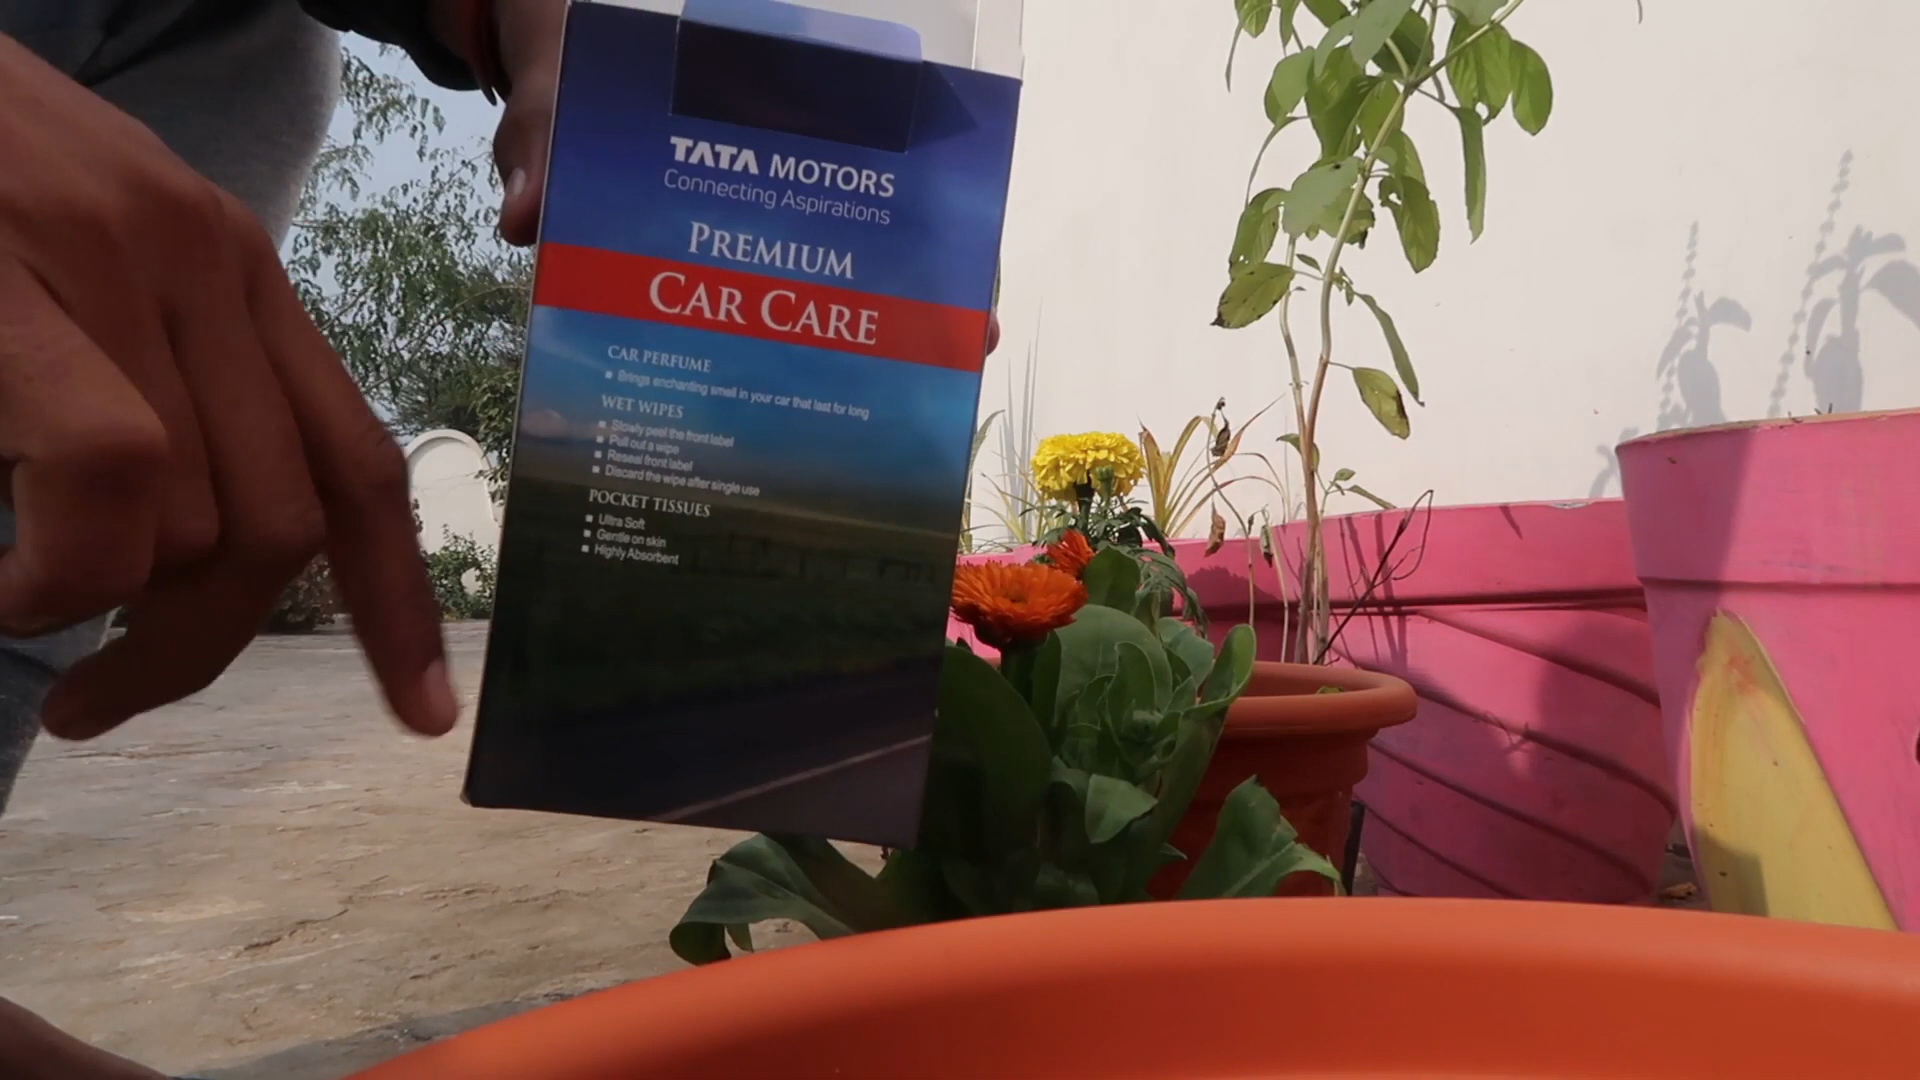 TATA MOTORS
Connecting Aspirations
PREMIUM
CAR CARE
CAR PERFUME
▪ Brings enchanting smell in your car that last for long
WET WIPES
▪ Slowly peel the front label
▪ Pull out a wipe
▪ Reseal front label
▪ Discard the wipe after single use
POCKET TISSUES
▪ Ultra Soft
▪ Gentle on skin
▪ Highly Absorbent